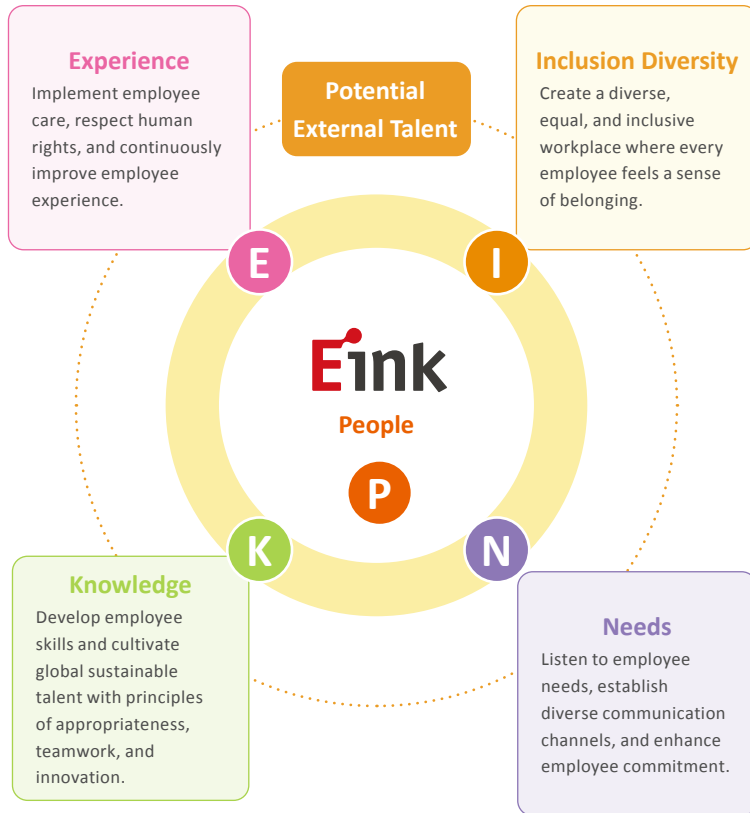 Experience
Implement employee
care, respect human
rights, and continuously
improve employee
experience.
Potential
External Talent
Inclusion Diversity
Create a diverse,
equal, and inclusive
workplace where every
employee feels a sense
of belonging.
E
I
Eink
People
P
K
N
Knowledge
Develop employee
skills and cultivate
global sustainable
talent with principles
of appropriateness,
teamwork, and
innovation.
Needs
Listen to employee
needs, establish
diverse communication
channels, and enhance
employee commitment.